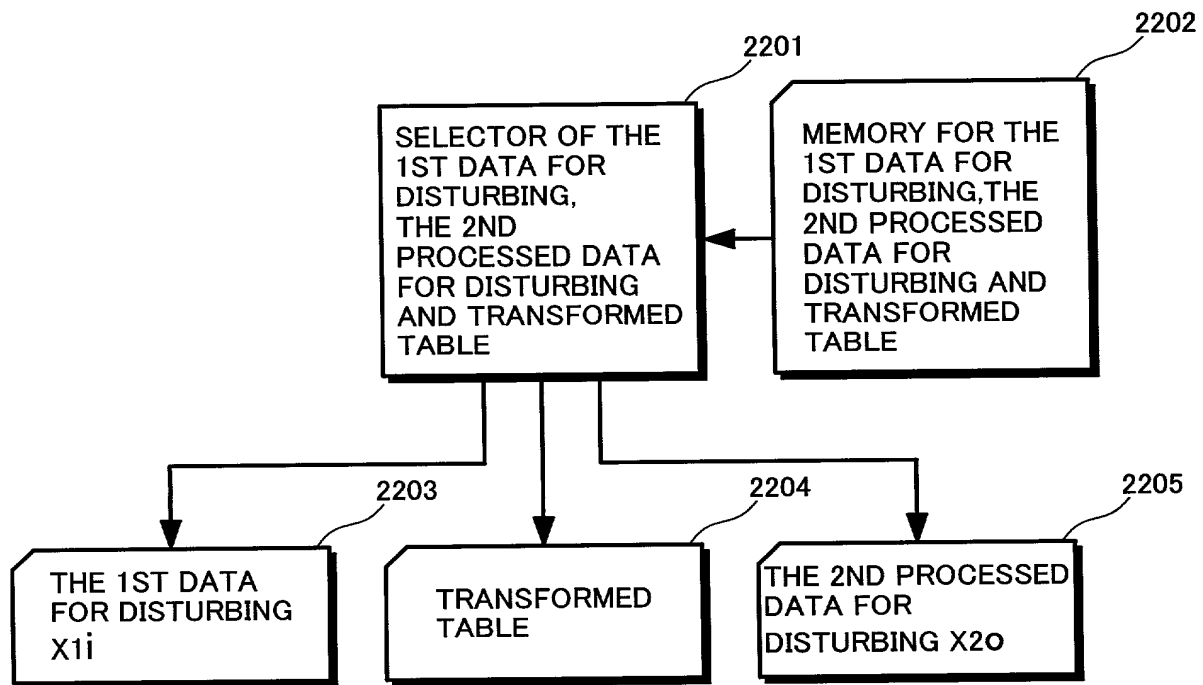 2201
2202
SELECTOR OF THE
1ST DATA FOR
DISTURBING,
THE 2ND
PROCESSED DATA
FOR DISTURBING
AND TRANSFORMED
TABLE
MEMORY FOR THE
1ST DATA FOR
DISTURBING,THE
2ND PROCESSED
DATA FOR
DISTURBING AND
TRANSFORMED
TABLE
2203
2204
2205
THE 1ST DATA
FOR DISTURBING
X1i
TRANSFORMED
TABLE
THE 2ND PROCESSED
DATA FOR
DISTURBING X2o